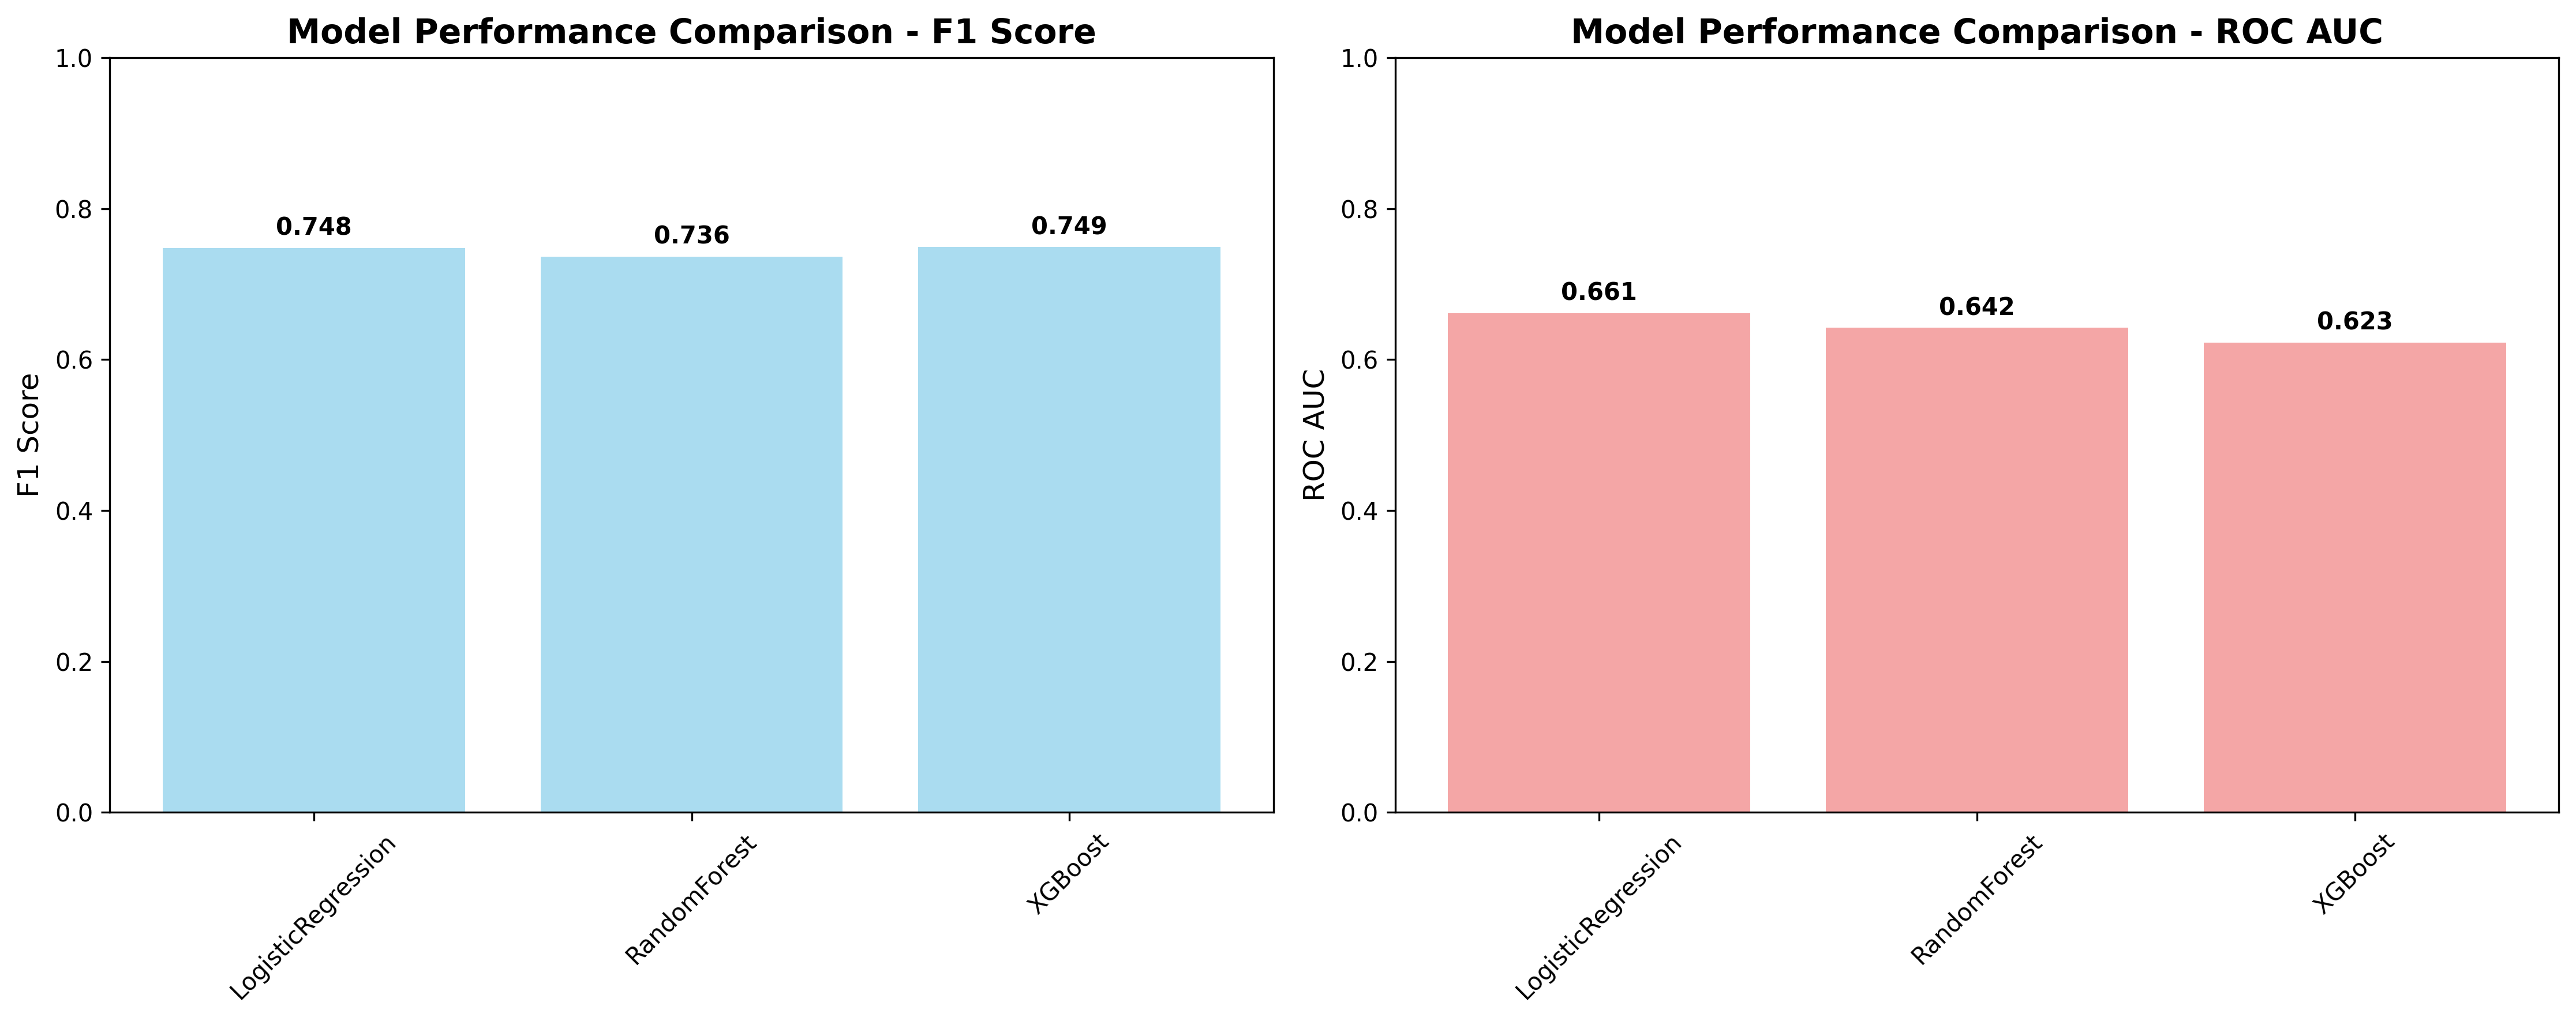 Model Performance Comparison - F1 Score
1.0
0.8
0.6
0.4
0.2
0.0
F1 Score
0.748
0.736
0.749
LogisticRegression
RandomForest
XGBoost
Model Performance Comparison - ROC AUC
1.0
0.8
0.6
0.4
0.2
0.0
ROC AUC
0.661
0.642
0.623
LogisticRegression
RandomForest
XGBoost